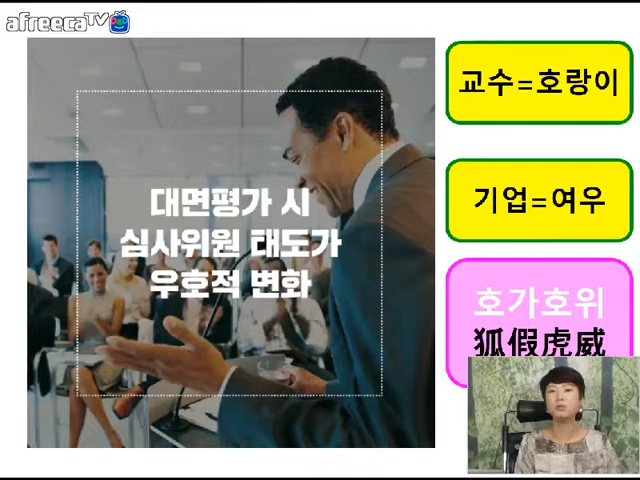 afreecaTV
대면평가 시
심사위원 태도가
우호적 변화
교수=호랑이
기업=여우
호가호위
狐假虎威